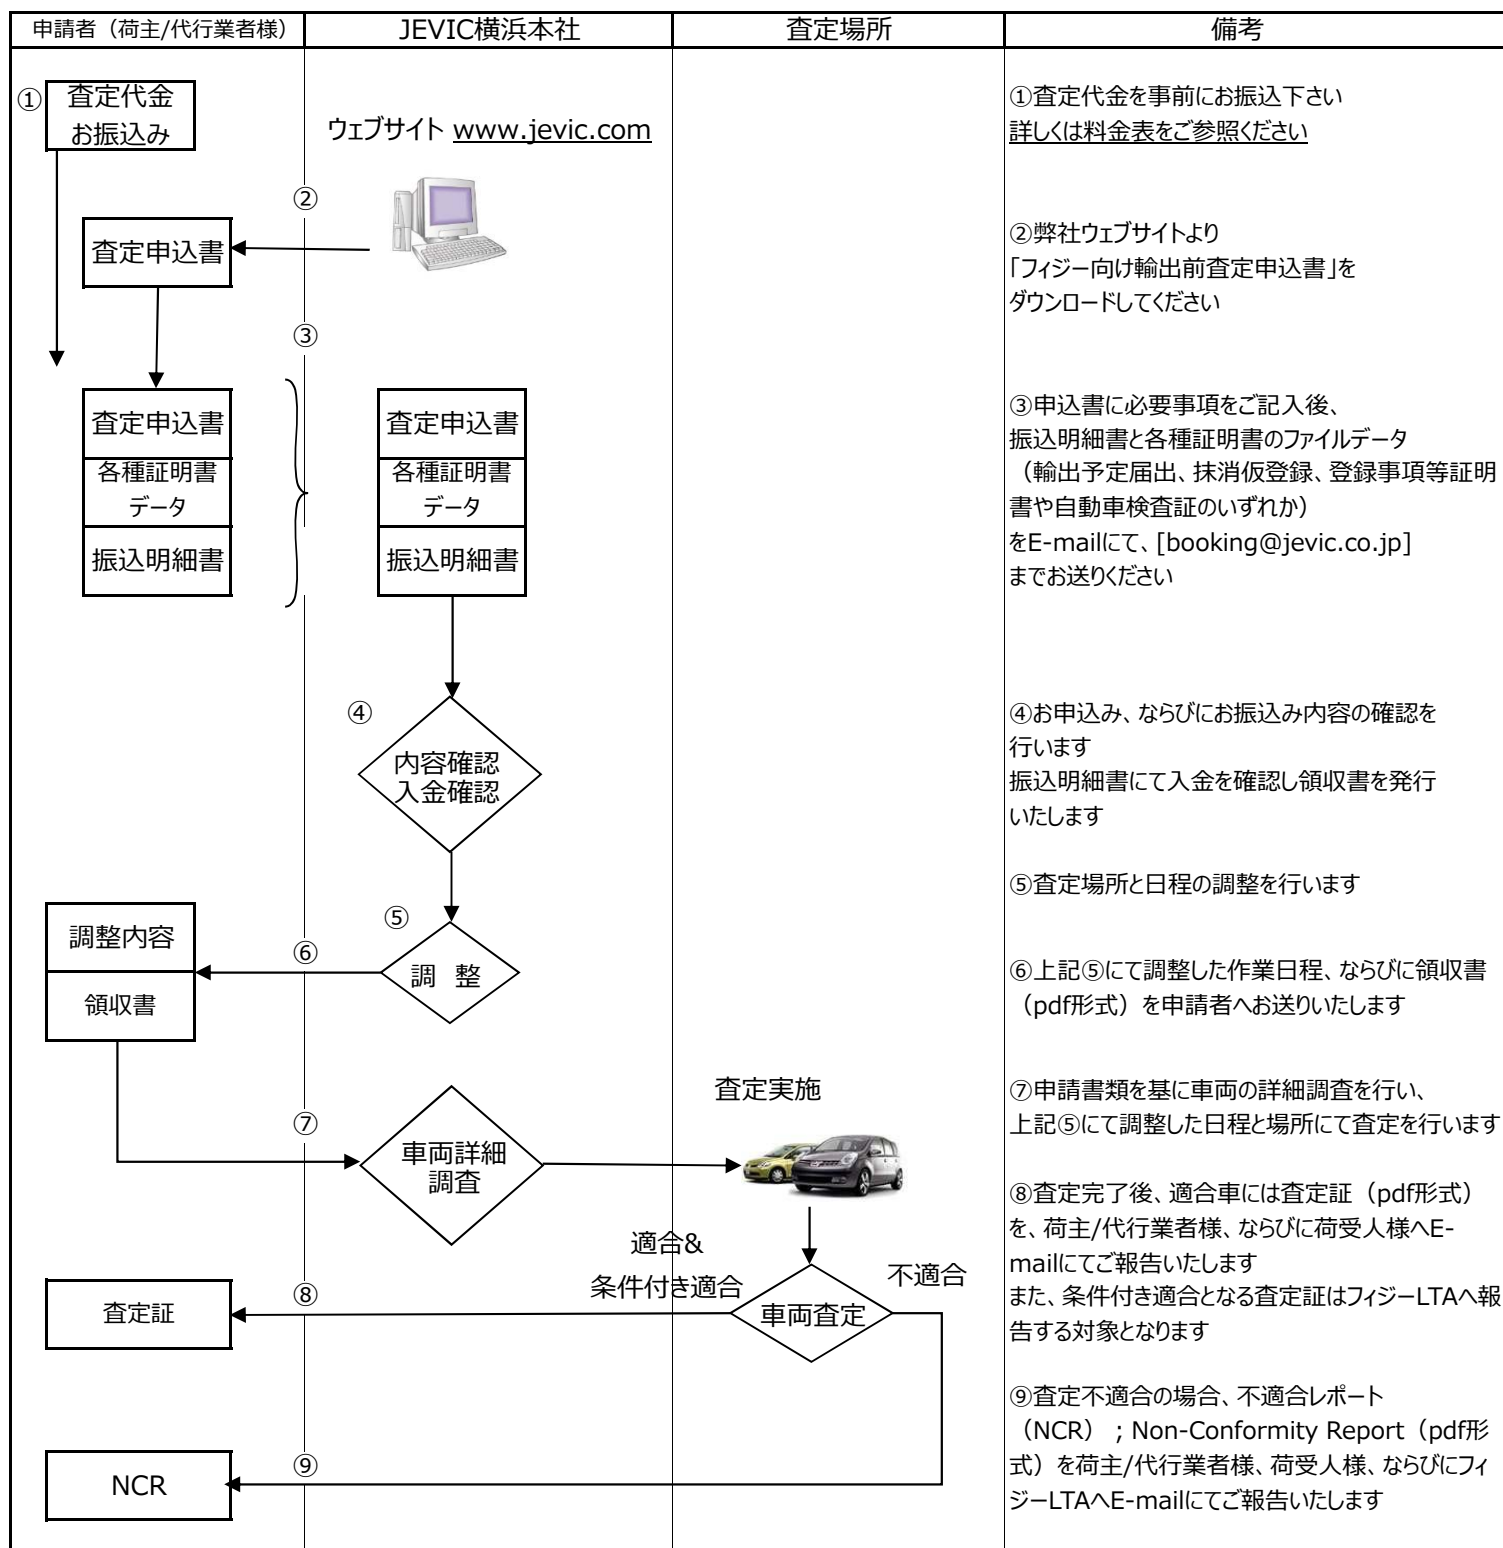 申請者（荷主/代行業者様）
JEVIC横浜本社
査定場所
備考
①
査定代金
お振込み
ウェブサイト www.jevic.com
①査定代金を事前にお振込下さい
詳しくは料金表をご参照ください
②
査定申込書
②弊社ウェブサイトより
「フィジー向け輸出前査定申込書」を
ダウンロードしてください
③
査定申込書
各種証明書
データ
振込明細書
査定申込書
各種証明書
データ
振込明細書
③申込書に必要事項をご記入後、
振込明細書と各種証明書のファイルデータ
（輸出予定届出、抹消仮登録、登録事項等証明
書や自動車検査証のいずれか）
をE-mailにて、[booking@jevic.co.jp]
までお送りください
④
内容確認
入金確認
④お申込み、ならびにお振込み内容の確認を
行います
振込明細書にて入金を確認し領収書を発行
いたします
⑤
調 整
⑤査定場所と日程の調整を行います
調整内容
領収書
⑥
⑥上記⑤にて調整した作業日程、ならびに領収書
（pdf形式）を申請者へお送りいたします
⑦
車両詳細
調査
査定実施
⑦申請書類を基に車両の詳細調査を行い、
上記⑤にて調整した日程と場所にて査定を行います
適合&
条件付き適合
不適合
車両査定
⑧
査定証
⑧査定完了後、適合車には査定証（pdf形式）
を、荷主/代行業者様、ならびに荷受人様へE-
mailにてご報告いたします
また、条件付き適合となる査定証はフィジーLTAへ報
告する対象となります
⑨
NCR
⑨査定不適合の場合、不適合レポート
（NCR）；Non-Conformity Report（pdf形
式）を荷主/代行業者様、荷受人様、ならびにフィ
ジーLTAへE-mailにてご報告いたします